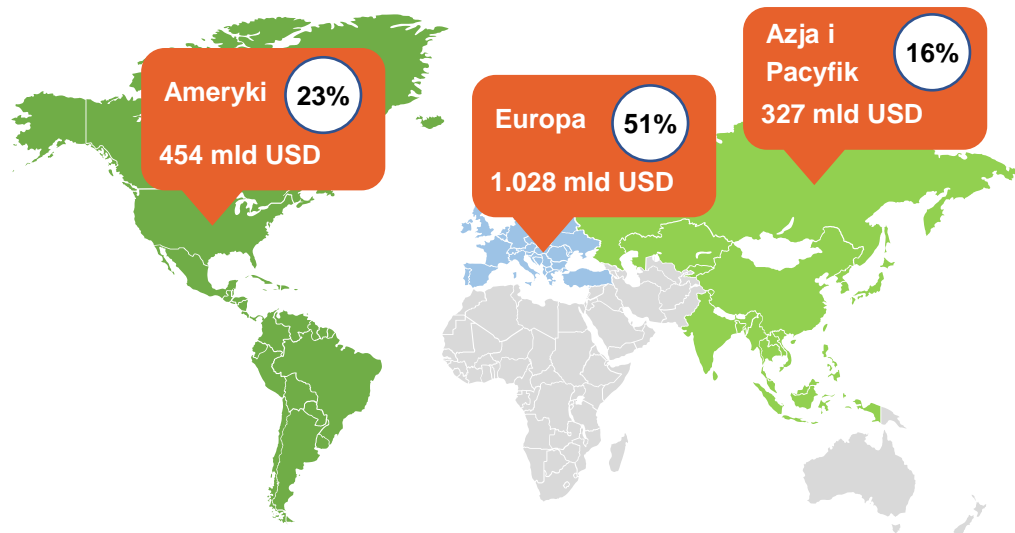 Ameryki
23%
454 mld USD
Europa
51%
1.028 mld USD
Azja i
Pacyfik
16%
327 mld USD